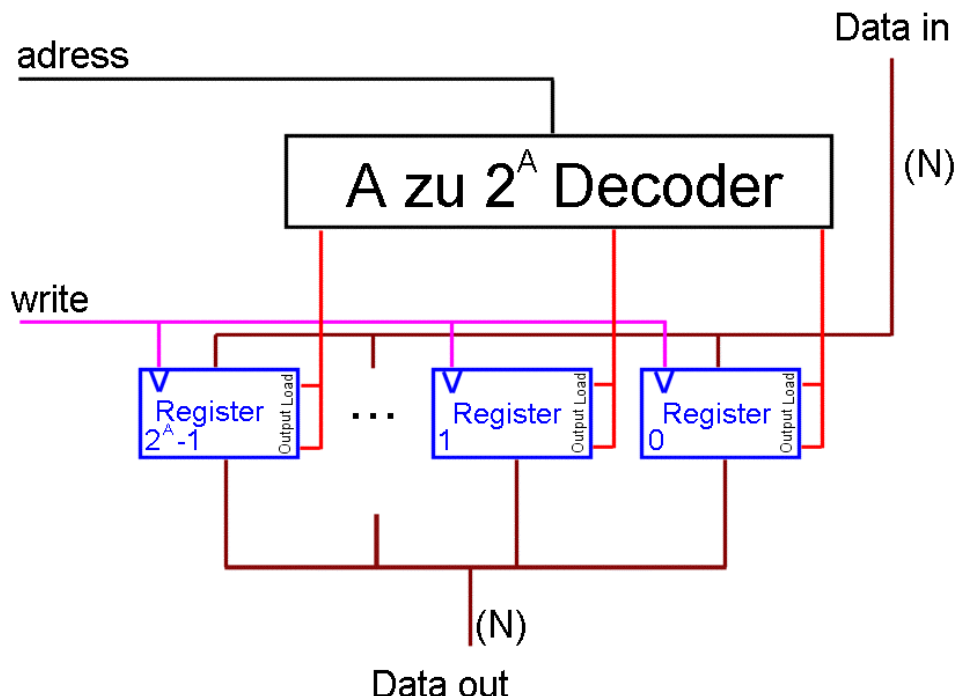 Data in
adress
(N)
A zu 2^A Decoder
write
Register
2^A-1
Output Load
...
Register
1
Output Load
Register
0
Output Load
(N)
Data out